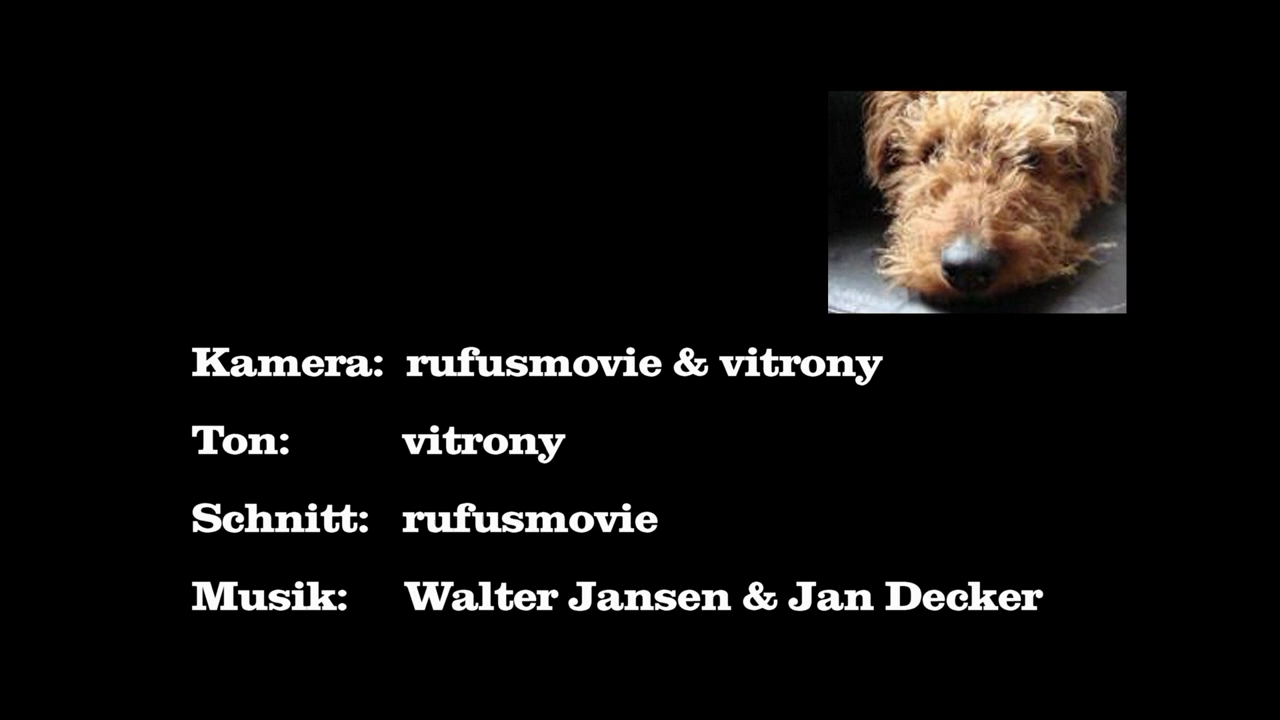 Kamera: rufusmovie & vitrony
Ton: vitrony
Schnitt: rufusmovie
Musik: Walter Jansen & Jan Decker